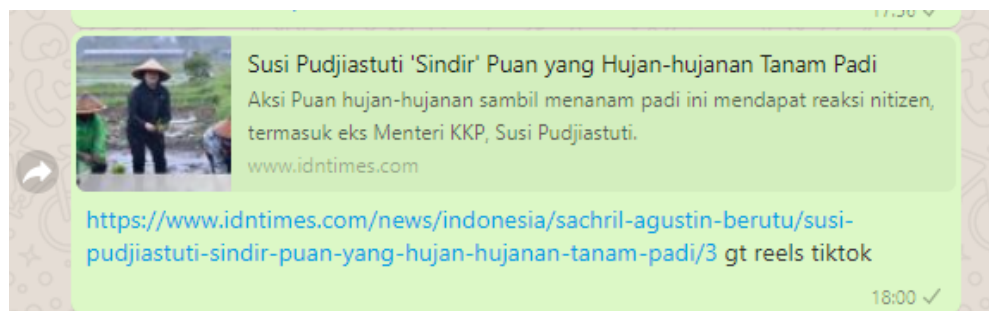 Susi Pudjiastuti 'Sindir' Puan yang Hujan-hujanan Tanam Padi
Aksi Puan hujan-hujanan sambil menanam padi ini mendapat reaksi nitizen,
termasuk eks Menteri KKP, Susi Pudjiastuti.
www.idntimes.com
https://www.idntimes.com/news/indonesia/sachril-agustin-berutu/susi-
pudjiastuti-sindir-puan-yang-hujan-hujanan-tanam-padi/3 gt reels tiktok
18:00